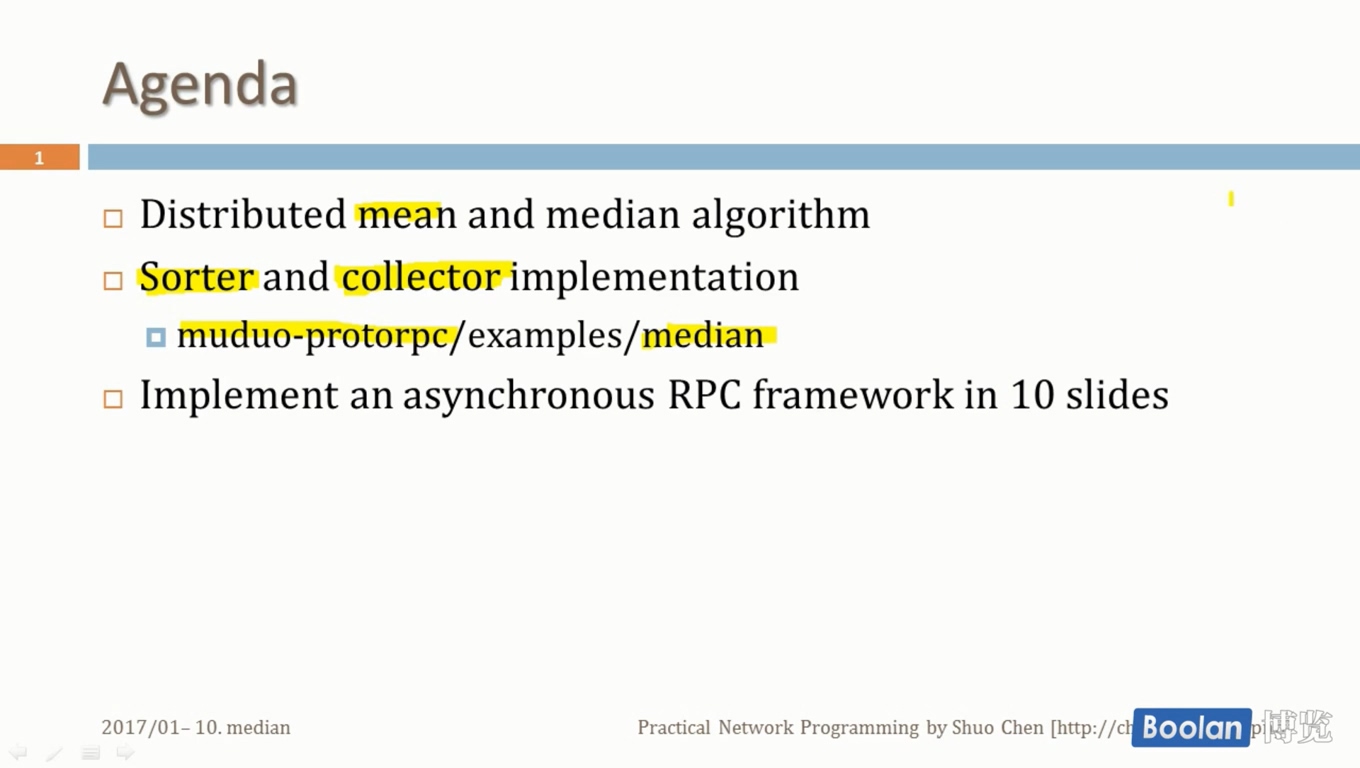 Agenda
1
Distributed mean and median algorithm
Sorter and collector implementation
muduo-protorpc/examples/median
Implement an asynchronous RPC framework in 10 slides
2017/01– 10. median
Practical Network Programming by Shuo Chen [http://ch
Boolan 博览